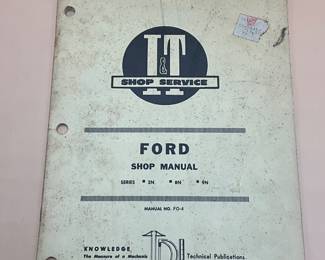 I&T
SHOP SERVICE
FORD
SHOP MANUAL
SERIES • 2N • 8N • 9N
MANUAL NO. FO-4
KNOWLEDGE
The Measure of a Mechanic
Technical Publications